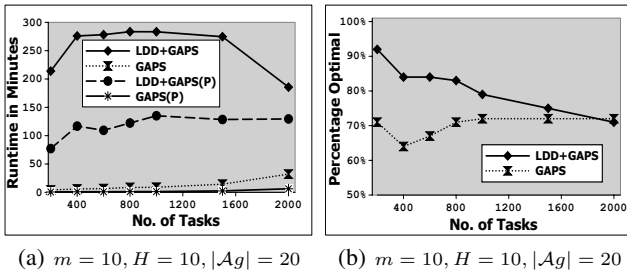 Runtime in Minutes
300
250
200
150
100
50
0
LDD+GAPS
GAPS
LDD+GAPS(P)
GAPS(P)
400 800 1200 1600 2000
No. of Tasks
(a) m = 10, H = 10, |Ag| = 20
Percentage Optimal
100%
90%
80%
70%
60%
50%
LDD+GAPS
GAPS
400 800 1200 1600 2000
No. of Tasks
(b) m = 10, H = 10, |Ag| = 20